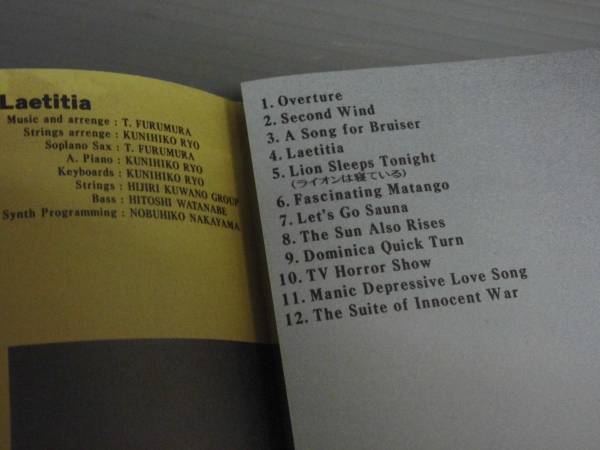 Laetitia
Music and arrenge : T. FURUMURA
Strings arrenge : KUNIHIKO RYO
Soplano Sax : T. FURUMURA
A. Piano : KUNIHIKO RYO
Keyboards : KUNIHIKO RYO
Strings : HIJIRI KUWANO GROUP
Bass : HITOSHI WATANABE
Synth Programming : NOBUHIKO NAKAYAMA
1. Overture
2. Second Wind
3. A Song for Bruiser
4. Laetitia
5. Lion Sleeps Tonight
(ライオンは寝ている)
6. Fascinating Matango
7. Let's Go Sauna
8. The Sun Also Rises
9. Dominica Quick Turn
10. TV Horror Show
11. Manic Depressive Love Song
12. The Suite of Innocent War